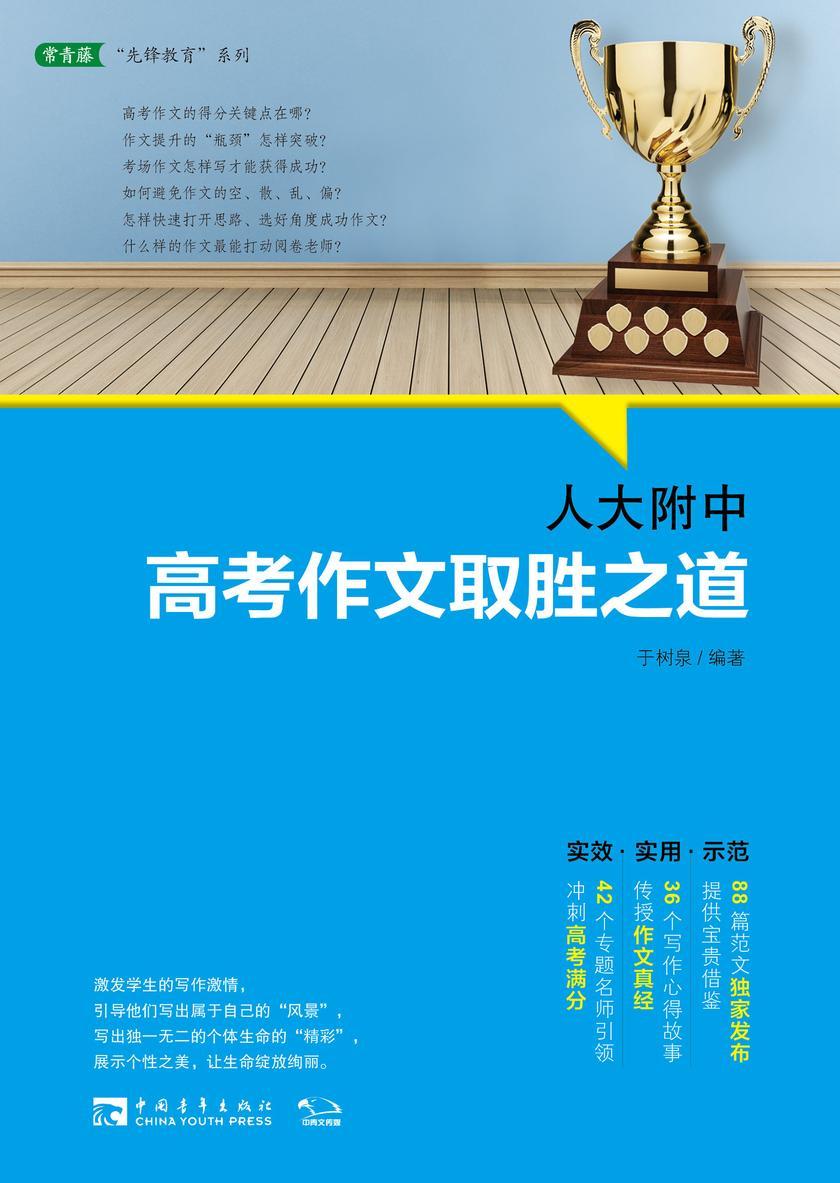 常青藤 “先锋教育”系列
高考作文的得分关键点在哪？
作文提升的“瓶颈”怎样突破？
考场作文怎样写才能获得成功？
如何避免作文的空、散、乱、偏？
怎样快速打开思路、选好角度成功作文？
什么样的作文最能打动阅卷老师？
人大附中
高考作文取胜之道
于树泉 / 编著
实效·实用·示范
88篇范文独家发布
提供宝贵借鉴
36个写作心得故事
传授作文真经
42个专题名师引领
冲刺高考满分
激发学生的写作激情，
引导他们写出属于自己的“风景”，
写出独一无二的个体生命的“精彩”，
展示个性之美，让生命绽放绚丽。
中国青年出版社
CHINA YOUTH PRESS
中青文传媒